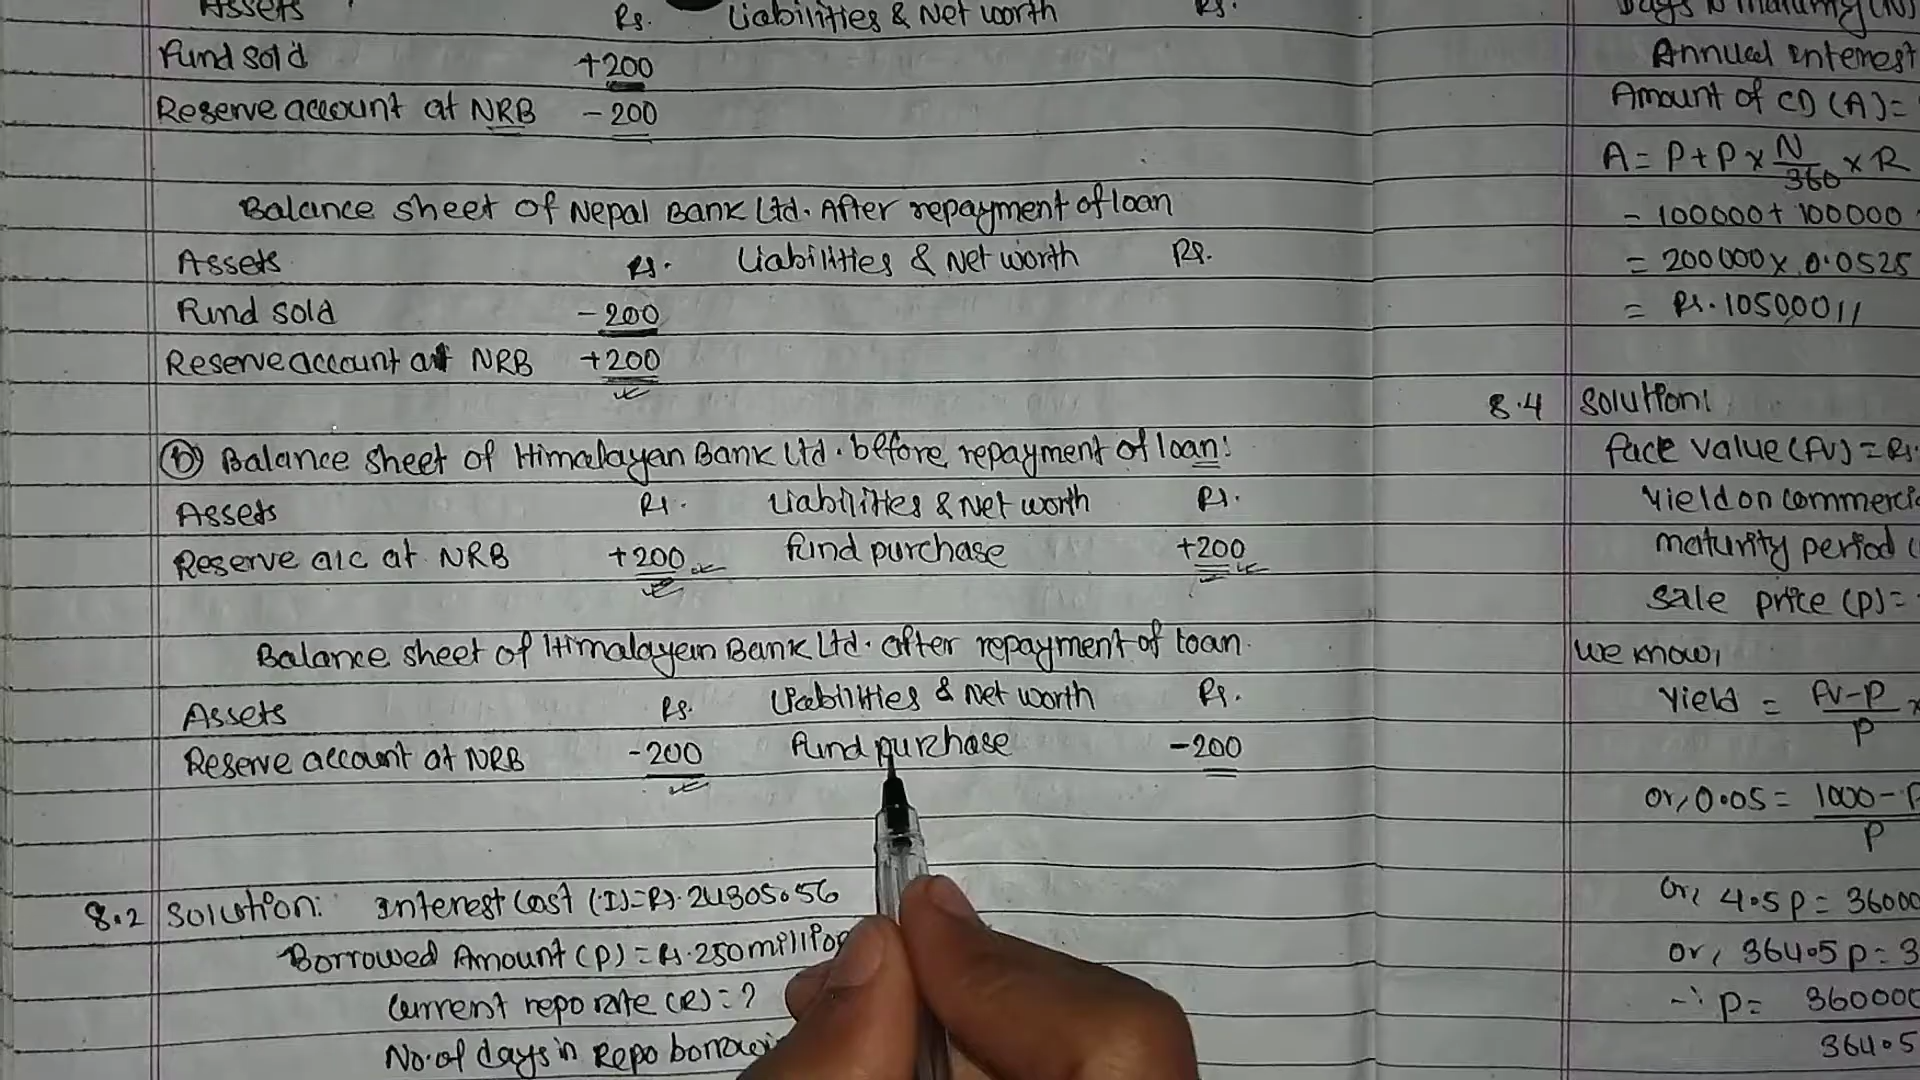 Assets Rs. Liabilities & Net worth Rs.
Fund sold +200
Reserve account at NRB -200
Balance sheet of Nepal Bank Ltd. After repayment of loan
Assets Rs. Liabilities & Net worth Rs.
Fund sold -200
Reserve account at NRB +200
(b) Balance sheet of Himalayan Bank Ltd. before repayment of loan:
Assets Rs. Liabilities & Net worth Rs.
Reserve a/c at NRB +200 fund purchase +200
Balance sheet of Himalayan Bank Ltd. after repayment of loan.
Assets Rs. Liabilities & Net worth Rs.
Reserve account at NRB -200 fund purchase -200
8.2 Solution: Interest Cost (I)=Rs.24305.56
Borrowed Amount (P) = Rs.250 million
Current repo rate (R) = ?
No. of days in Repo
Days to maturity (N)
Annual interest
Amount of CD (A)=
A = P + P × N/360 × R
= 100000 + 100000
= 200000 × 0.0525
= Rs. 1050001/
8.4 Solution:
face value (FV) = Rs.
Yield on
maturity period
sale price (p) =
We know,
Yield = FV-P/P ×
or, 0.05 = 1000-P/P
or, 4.5p = 36000
or, 364.5p = 3
∴ p = 360000
364.5